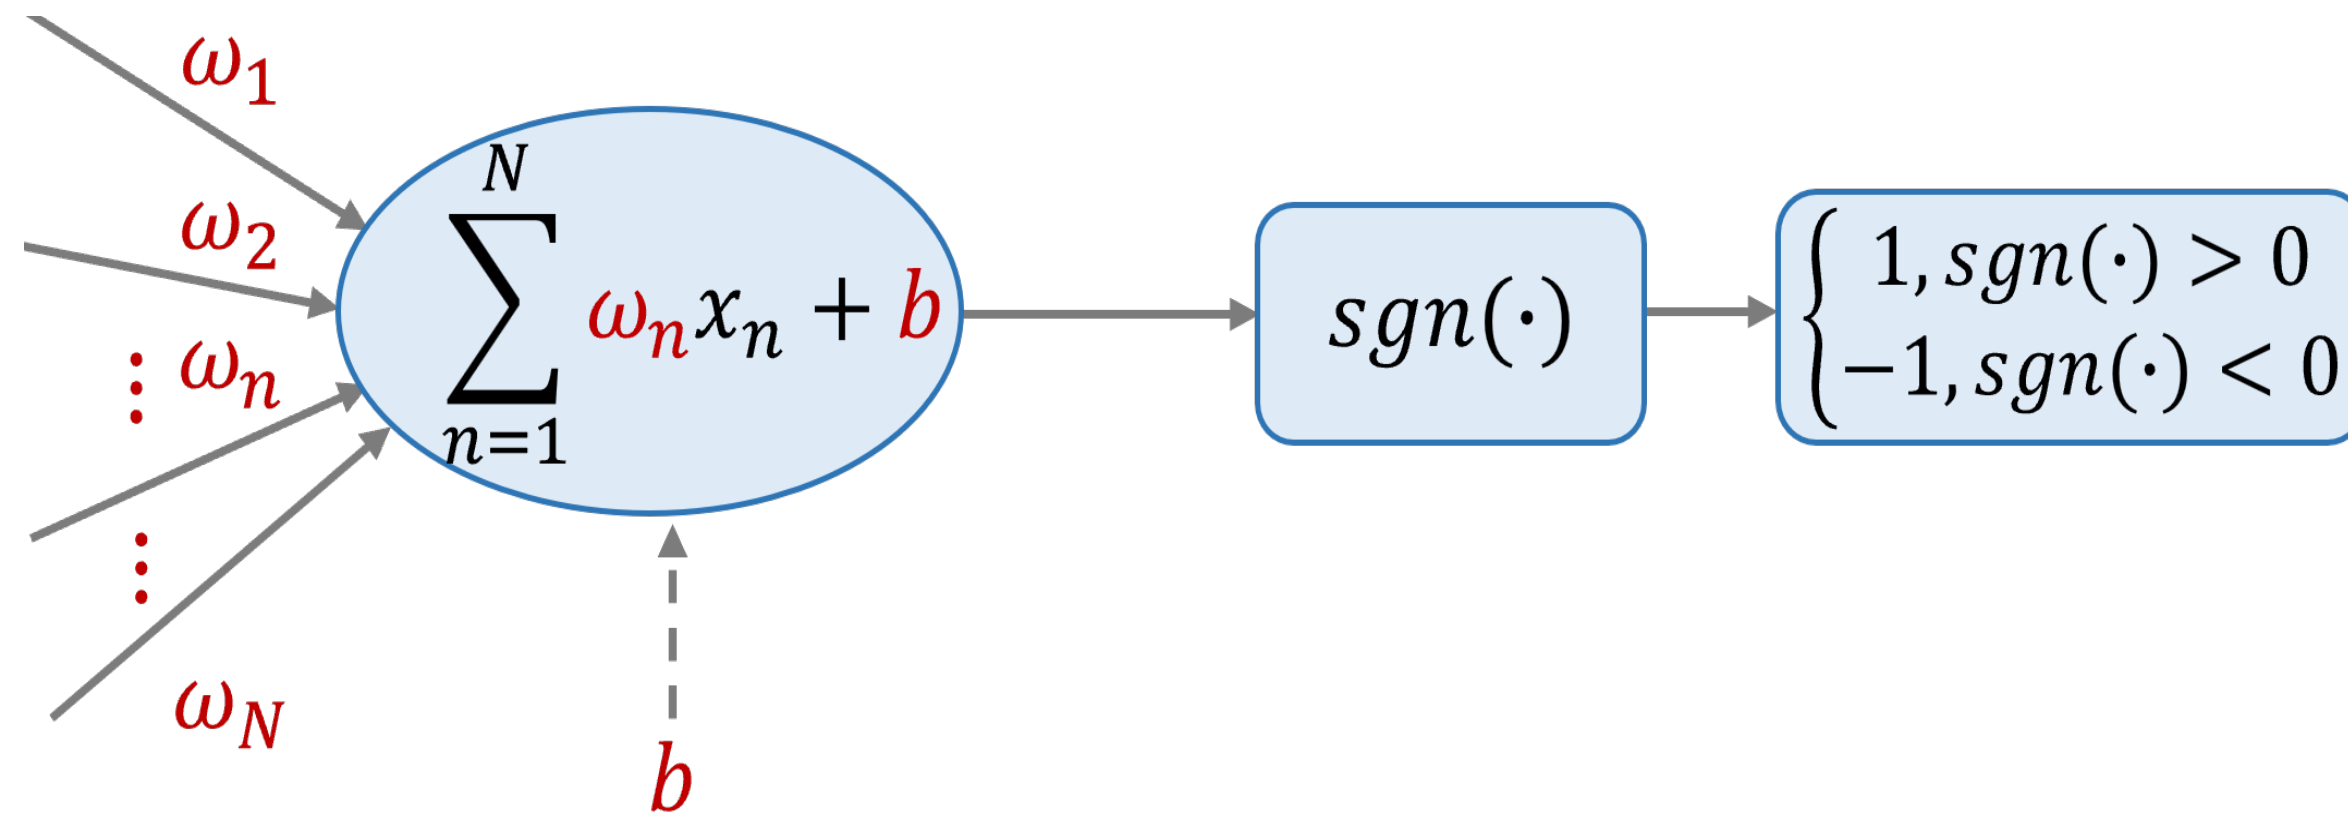 ω1
ω2
⋮ ωn
⋮
ωN
N
∑ ωnxn + b
n=1
b
sgn(·)
1, sgn(·) > 0
−1, sgn(·) < 0